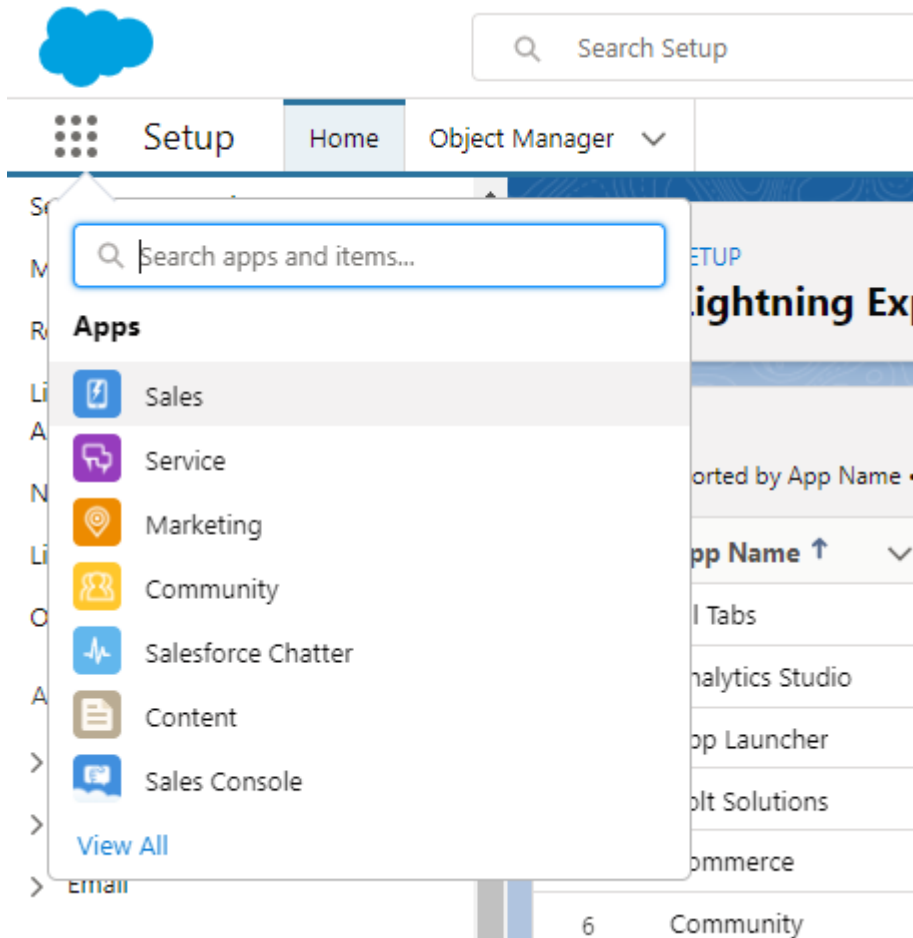 Search Setup
Setup
Home
Object Manager
Search apps and items...
Apps
Sales
Service
Marketing
Community
Salesforce Chatter
Content
Sales Console
View All
Email
ETUP
ightning Ex
orted by App Name •
pp Name ↑
l Tabs
nalytics Studio
pp Launcher
olt Solutions
ommerce
6 Community